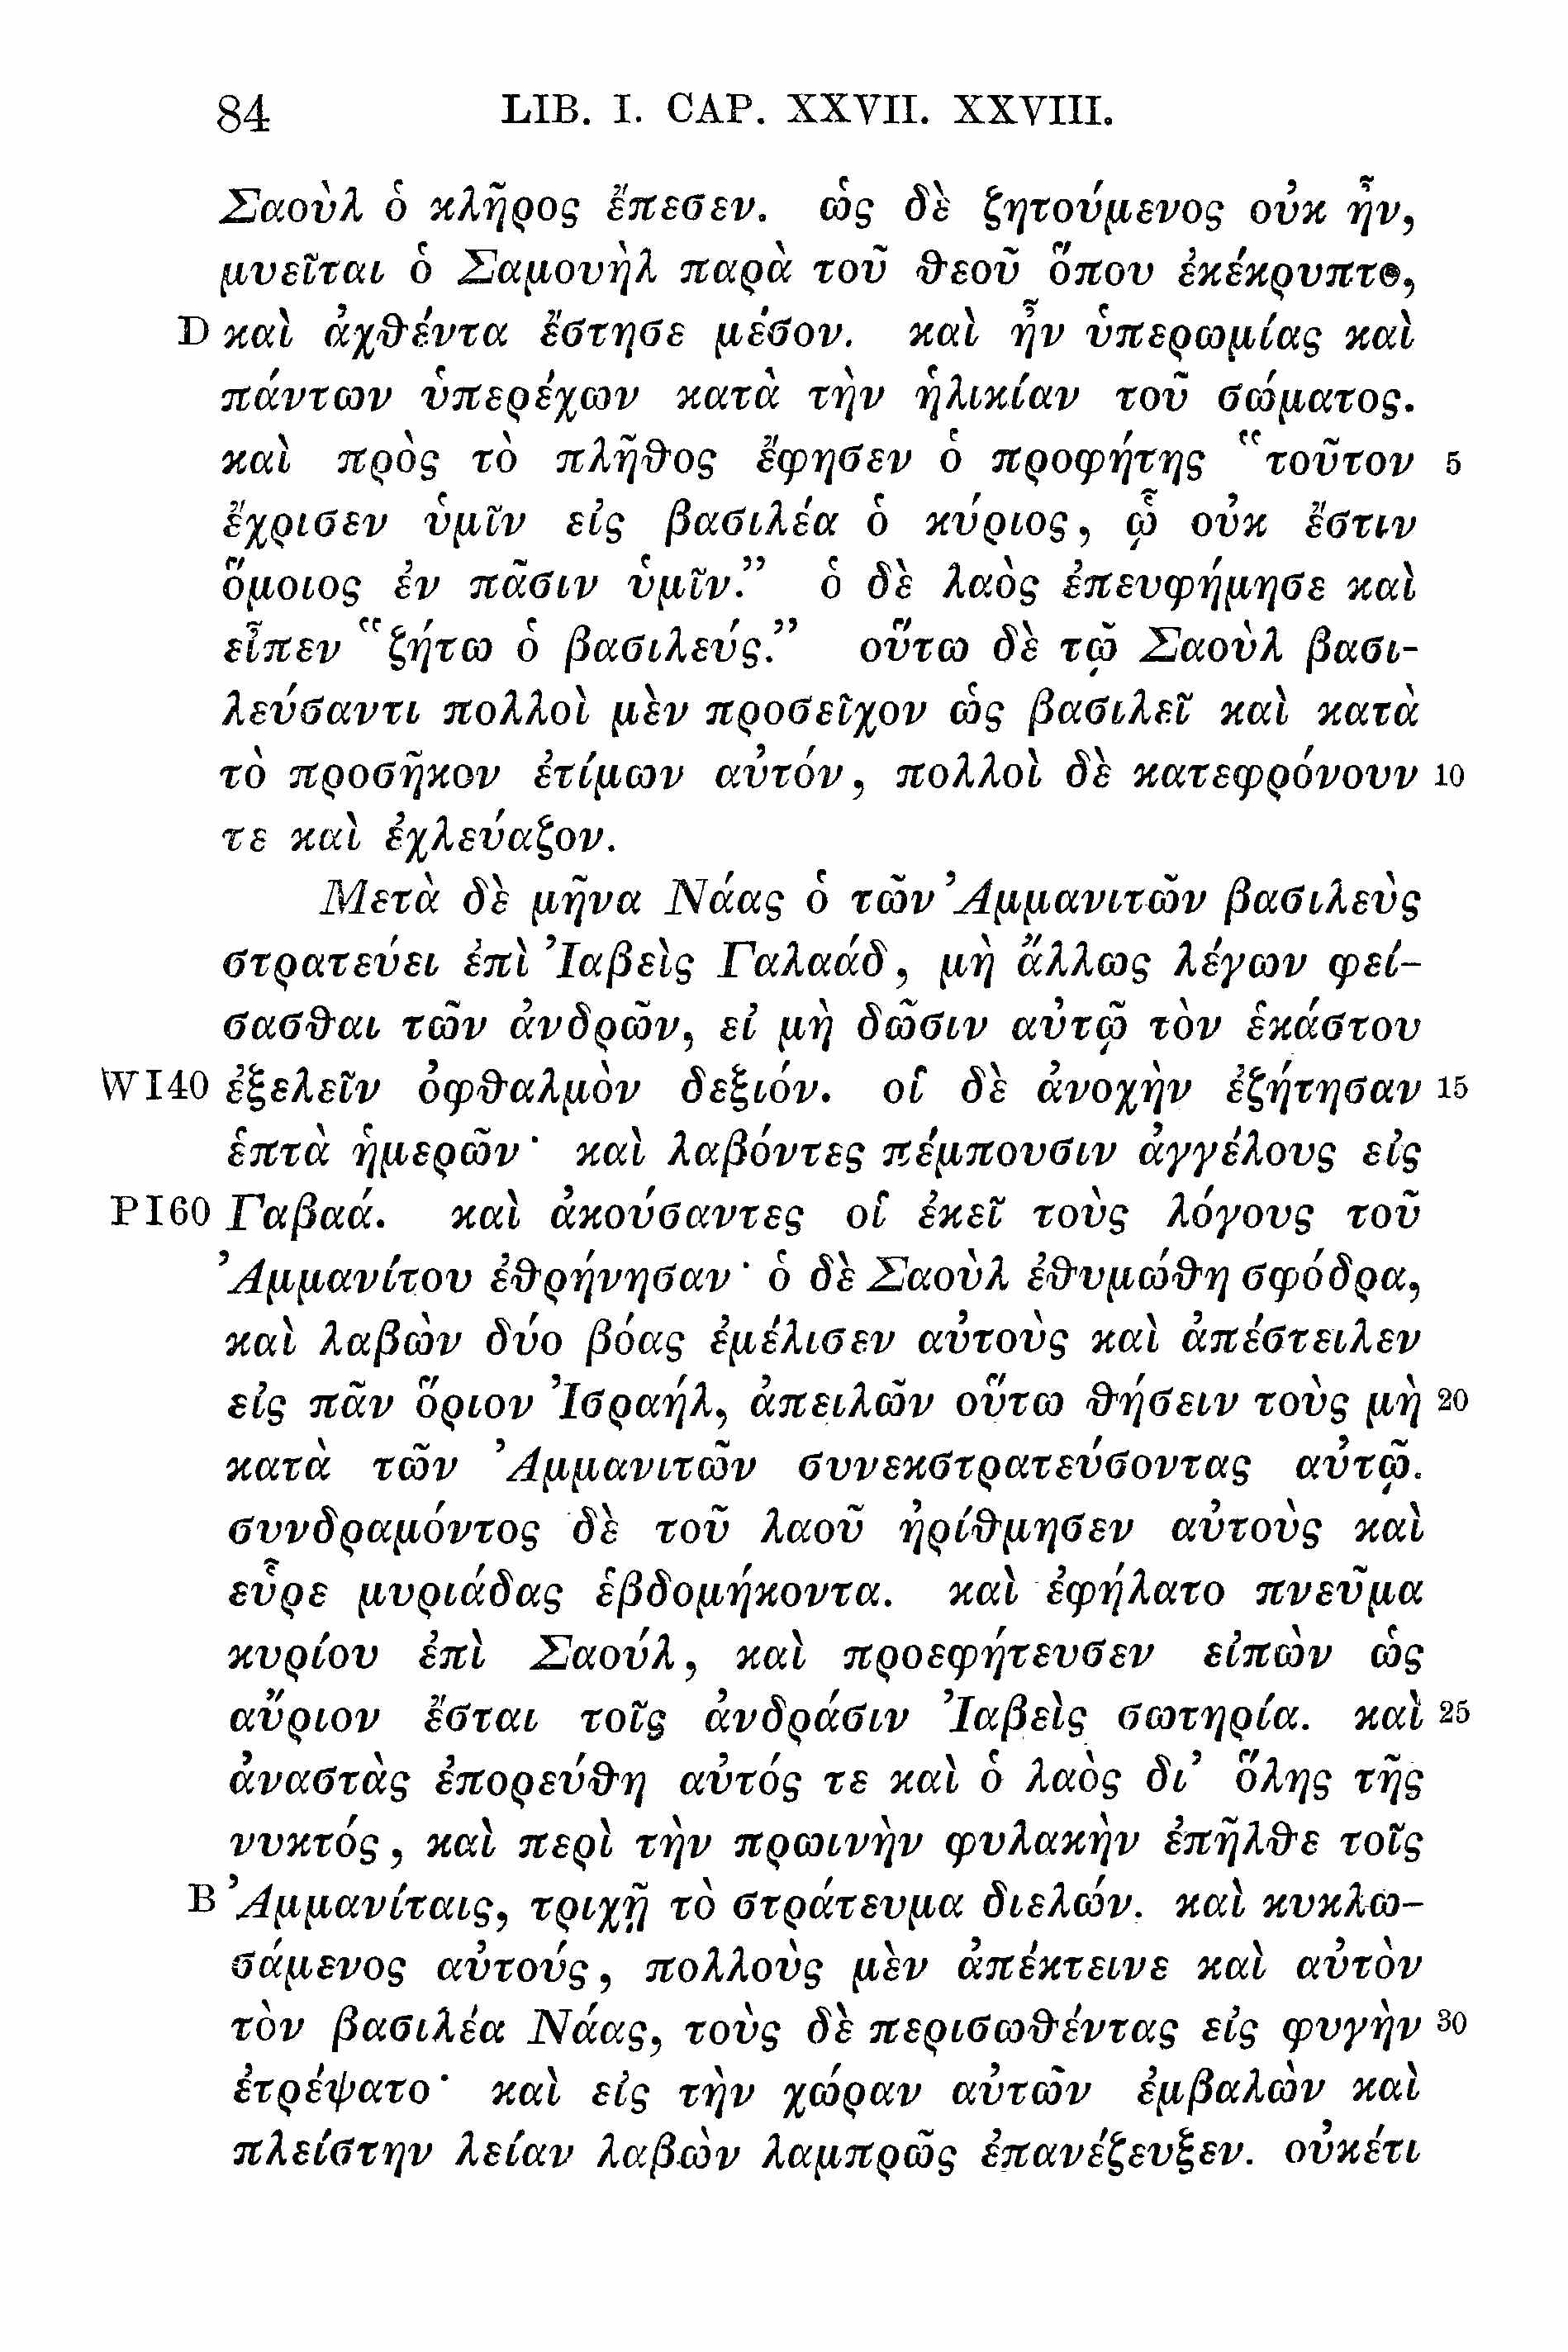 84 LIB. I. CAP. XXVII. XXVIII.
Σαοὺλ ὁ κλῆρος ἔπεσεν. ὡς δὲ ζητούμενος οὐκ ἦν,
μυεῖται ὁ Σαμουὴλ παρὰ τοῦ θεοῦ ὅπου ἐκέκρυπτο,
D καὶ ἀχθέντα ἔστησε μέσον. καὶ ἦν ὑπερωμίας καὶ
πάντων ὑπερέχων κατὰ τὴν ἡλικίαν τοῦ σώματος.
καὶ πρὸς τὸ πλῆθος ἔφησεν ὁ προφήτης “τοῦτον 5
ἔχρισεν ὑμῖν εἰς βασιλέα ὁ κύριος, ᾧ οὐκ ἔστιν
ὅμοιος ἐν πᾶσιν ὑμῖν.” ὁ δὲ λαὸς ἐπευφήμησε καὶ
εἶπεν “ζήτω ὁ βασιλεύς.” οὕτω δὲ τῷ Σαοὺλ βασι-
λεύσαντι πολλοὶ μὲν προσεῖχον ὡς βασιλεῖ καὶ κατὰ
τὸ προσῆκον ἐτίμων αὐτόν, πολλοὶ δὲ κατεφρόνουν 10
τε καὶ ἐχλεύαζον.
Μετὰ δὲ μῆνα Νάας ὁ τῶν Ἀμμανιτῶν βασιλεὺς
στρατεύει ἐπὶ Ἰαβεὶς Γαλαάδ, μὴ ἄλλως λέγων φεί-
σασθαι τῶν ἀνδρῶν, εἰ μὴ δῶσιν αὐτῷ τὸν ἑκάστου
WI40 ἐξελεῖν ὀφθαλμὸν δεξιόν. οἱ δὲ ἀνοχὴν ἐζήτησαν 15
ἑπτὰ ἡμερῶν· καὶ λαβόντες πέμπουσιν ἀγγέλους εἰς
PI60 Γαβαά. καὶ ἀκούσαντες οἱ ἐκεῖ τοὺς λόγους τοῦ
Ἀμμανίτου ἐθρήνησαν· ὁ δὲ Σαοὺλ ἐθυμώθη σφόδρα,
καὶ λαβὼν δύο βόας ἐμέλισεν αὐτοὺς καὶ ἀπέστειλεν
εἰς πᾶν ὅριον Ἰσραήλ, ἀπειλῶν οὕτω θήσειν τοὺς μὴ 20
κατὰ τῶν Ἀμμανιτῶν συνεκστρατεύσοντας αὐτῷ.
συνδραμόντος δὲ τοῦ λαοῦ ἠρίθμησεν αὐτοὺς καὶ
εὗρε μυριάδας ἑβδομήκοντα. καὶ ἐφήλατο πνεῦμα
κυρίου ἐπὶ Σαούλ, καὶ προεφήτευσεν εἰπὼν ὡς
αὔριον ἔσται τοῖς ἀνδράσιν Ἰαβεὶς σωτηρία. καὶ 25
ἀναστὰς ἐπορεύθη αὐτός τε καὶ ὁ λαὸς δι’ ὅλης τῆς
νυκτός, καὶ περὶ τὴν πρωινὴν φυλακὴν ἐπῆλθε τοῖς
B Ἀμμανίταις, τριχῇ τὸ στράτευμα διελών. καὶ κυκλω-
σάμενος αὐτούς, πολλοὺς μὲν ἀπέκτεινε καὶ αὐτὸν
τὸν βασιλέα Νάας, τοὺς δὲ περισωθέντας εἰς φυγὴν 30
ἐτρέψατο· καὶ εἰς τὴν χώραν αὐτῶν ἐμβαλὼν καὶ
πλείστην λείαν λαβὼν λαμπρῶς ἐπανέζευξεν. οὐκέτι